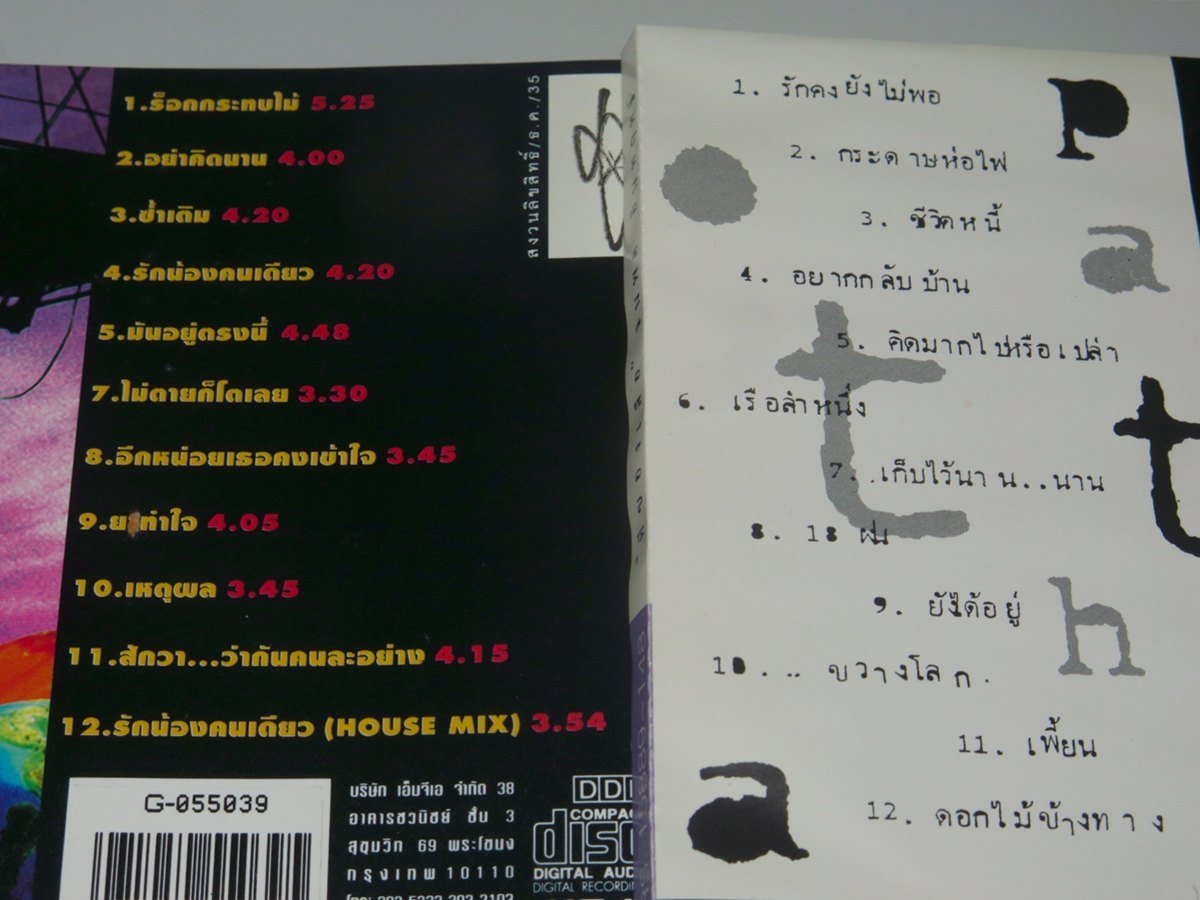 1.ร็อกกระทบไม้ 5.25
2.อย่าคิดนาน 4.00
3.ช้ำเดิม 4.20
4.รักน้องคนเดียว 4.20
5.มันอยู่ตรงนี้ 4.48
7.ไม่ตายก็โตเลย 3.30
8.อีกหน่อยเธอคงเข้าใจ 3.45
9. ทำใจ 4.05
10.เหตุผล 3.45
11.สักวา...ว่ากันคนละอย่าง 4.15
12.รักน้องคนเดียว (HOUSE MIX) 3.54
สงวนลิขสิทธิ์/ธ.ค./35
G-055039
บริษัท เอ็มจีเอ จำกัด 38
อาคารชวนิชย์ ชั้น 3
สุขุมวิท 69 พระโขนง
กรุงเทพ 10110
DDD
COMPAC
disc
DIGITAL AUD
DIGITAL RECORDIN
1. รักคงยังไม่พอ
2. กระดาษห่อไฟ
3. ชีวิตหนี้
4. อยากกลับบ้าน
5. คิดมากไปหรือเปล่า
6. เรือลำหนึ่ง
7. .เก็บไว้นาน..นาน
8. 18 ฝน
9. ยังได้อยู่
10. .. ขวางโลก.
11. เพี้ยน
12. ดอกไม้ข้างทาง
P
a
t
t
h
a